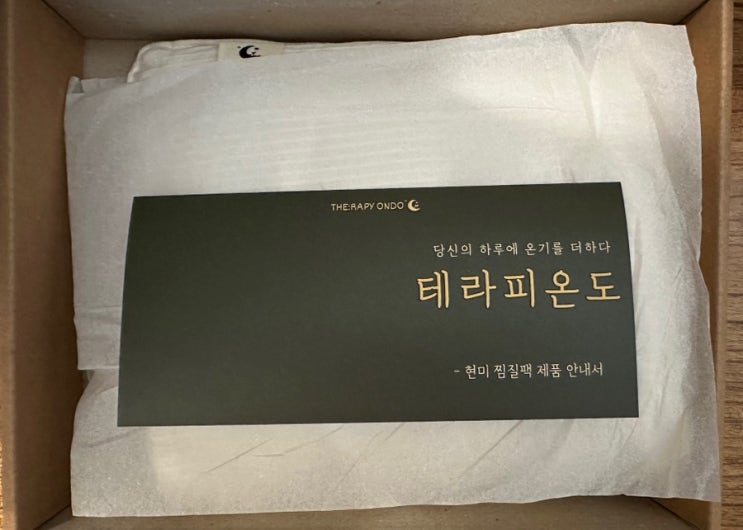 THE:RAPY ONDO
당신의 하루에 온기를 더하다
테라피온도
- 현미 찜질팩 제품 안내서